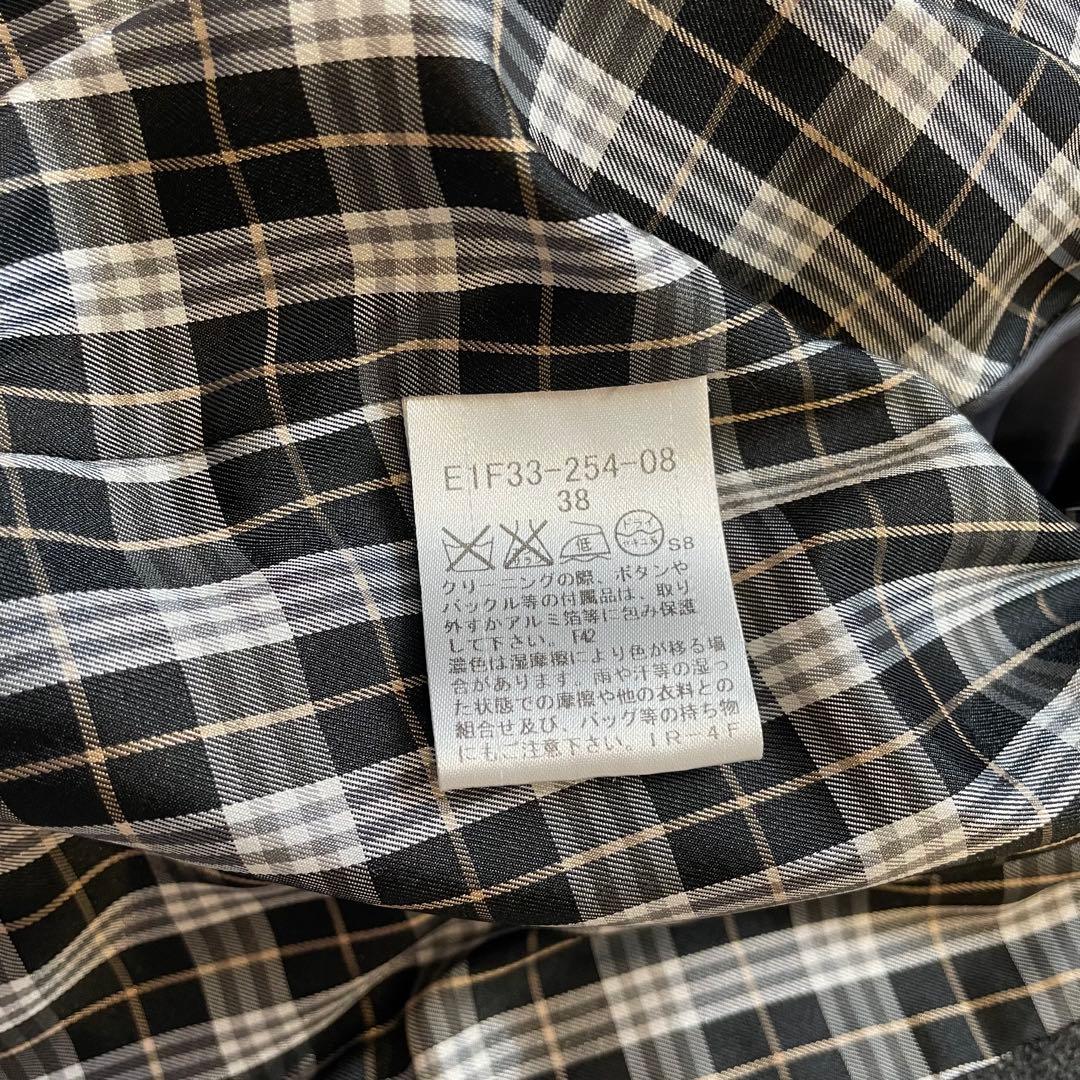 E1F33-254-08
38
低 ドライ S8
クリーニングの際、ボタンや
バックル等の付属品は、取り
外すかアルミ箔等に包み保護
して下さい。 F42
濃色は湿摩擦により色が移る場
合があります。雨や汗等の湿っ
た状態での摩擦や他の衣料との
組合せ及び、バッグ等の持ち物
にもご注意下さい。IR-4F